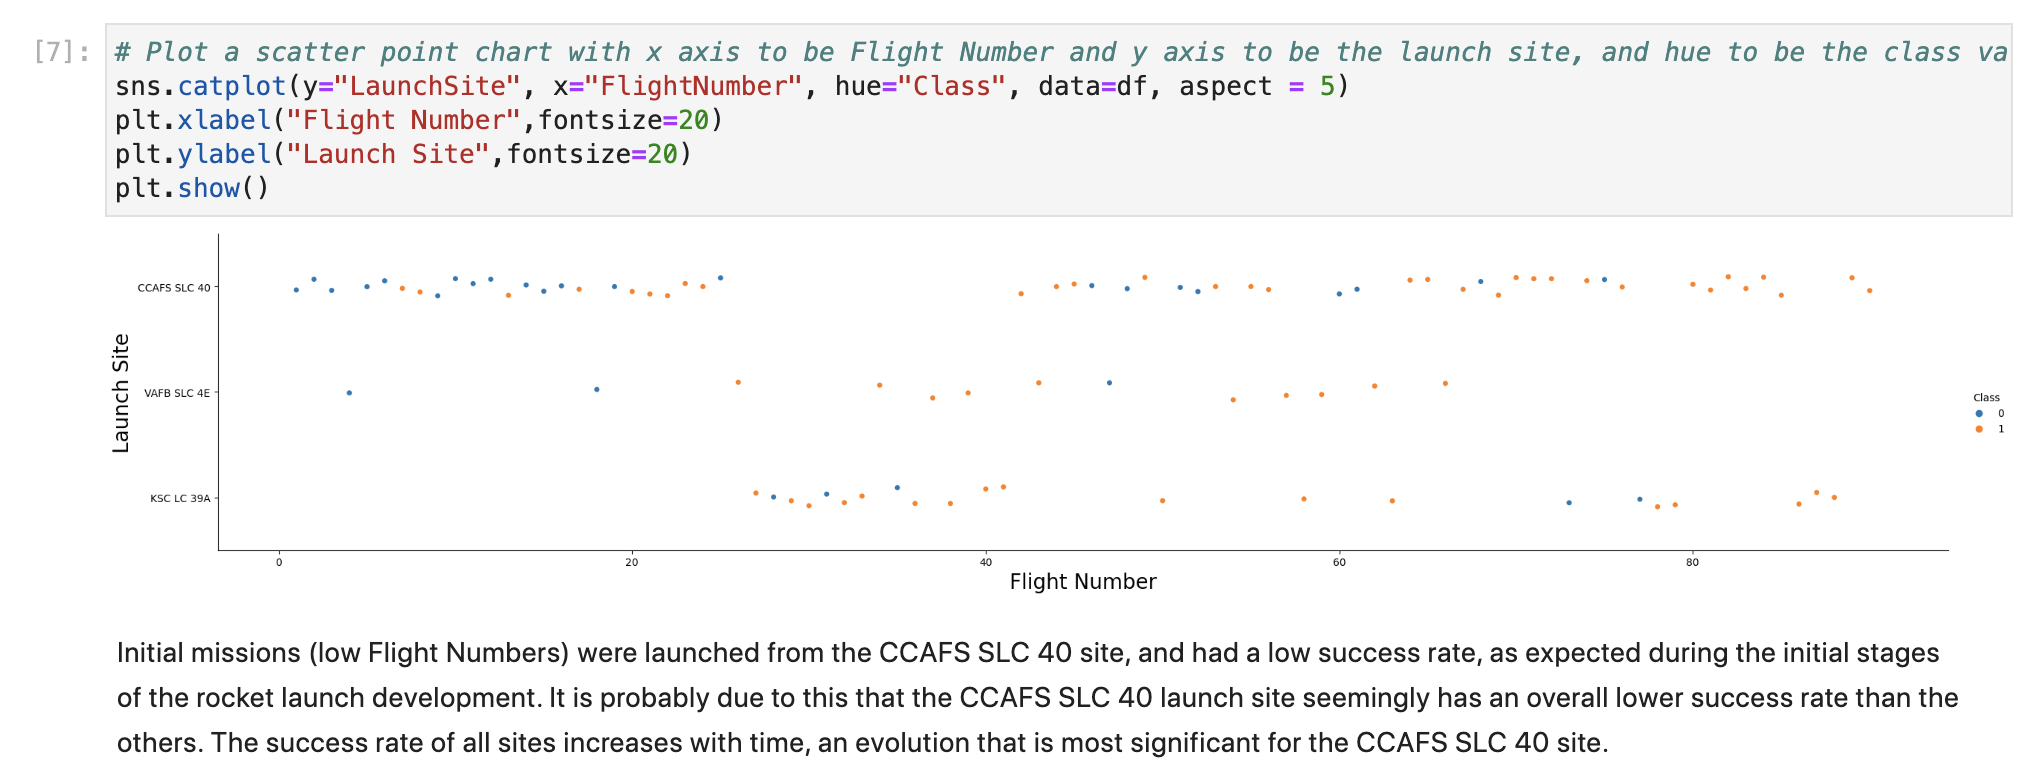 [7]:
# Plot a scatter point chart with x axis to be Flight Number and y axis to be the launch site, and hue to be the class va
sns.catplot(y="LaunchSite", x="FlightNumber", hue="Class", data=df, aspect = 5)
plt.xlabel("Flight Number",fontsize=20)
plt.ylabel("Launch Site",fontsize=20)
plt.show()
Launch Site
CCAFS SLC 40
VAFB SLC 4E
KSC LC 39A
Class
0
1
0 20 40 60 80
Flight Number
Initial missions (low Flight Numbers) were launched from the CCAFS SLC 40 site, and had a low success rate, as expected during the initial stages
of the rocket launch development. It is probably due to this that the CCAFS SLC 40 launch site seemingly has an overall lower success rate than the
others. The success rate of all sites increases with time, an evolution that is most significant for the CCAFS SLC 40 site.